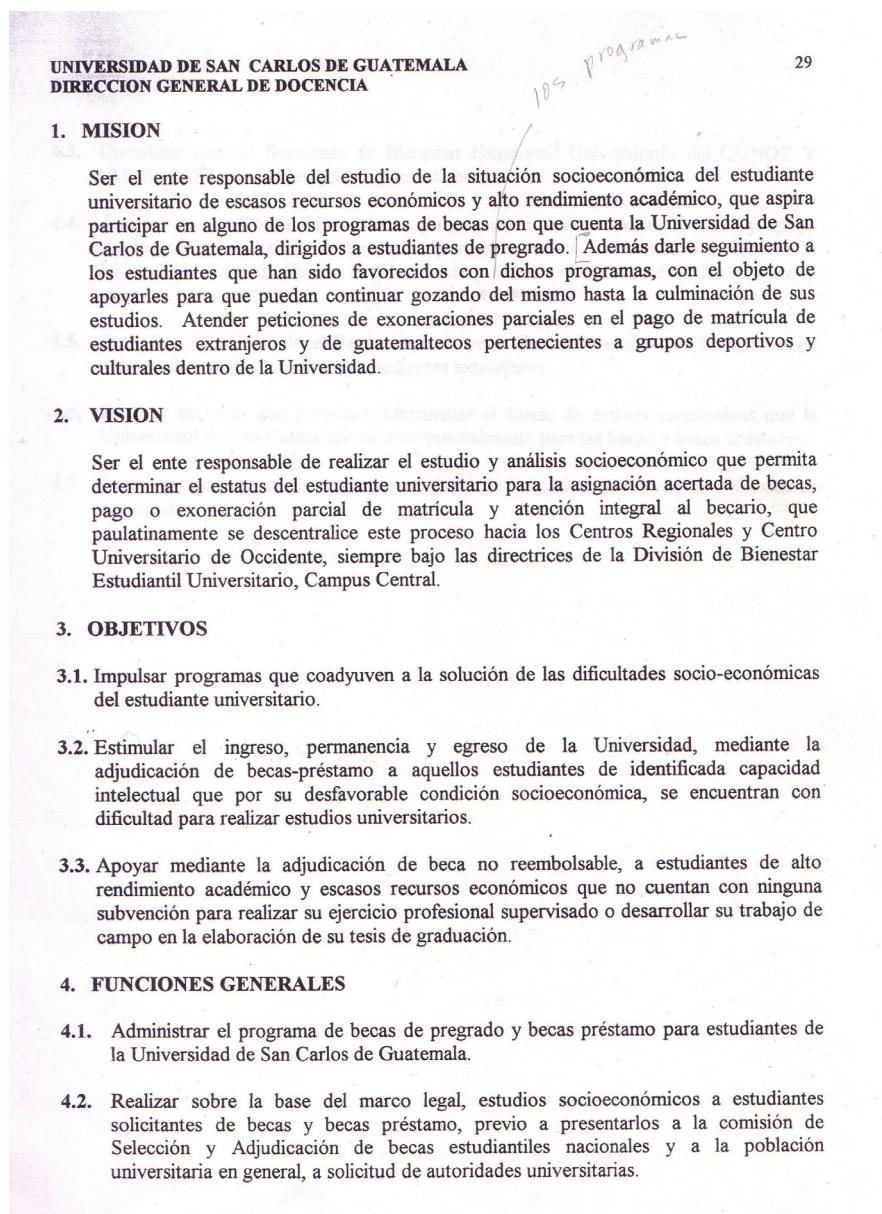 UNIVERSIDAD DE SAN CARLOS DE GUATEMALA
29
DIRECCION GENERAL DE DOCENCIA
los programas
1. MISION
Ser el ente responsable del estudio de la situación socioeconómica del estudiante
universitario de escasos recursos económicos y alto rendimiento académico, que aspira
participar en alguno de los programas de becas con que cuenta la Universidad de San
Carlos de Guatemala, dirigidos a estudiantes de pregrado. Además darle seguimiento a
los estudiantes que han sido favorecidos con dichos programas, con el objeto de
apoyarles para que puedan continuar gozando del mismo hasta la culminación de sus
estudios. Atender peticiones de exoneraciones parciales en el pago de matrícula de
estudiantes extranjeros y de guatemaltecos pertenecientes a grupos deportivos y
culturales dentro de la Universidad.
2. VISION
Ser el ente responsable de realizar el estudio y análisis socioeconómico que permita
determinar el estatus del estudiante universitario para la asignación acertada de becas,
pago o exoneración parcial de matrícula y atención integral al becario, que
paulatinamente se descentralice este proceso hacia los Centros Regionales y Centro
Universitario de Occidente, siempre bajo las directrices de la División de Bienestar
Estudiantil Universitario, Campus Central.
3. OBJETIVOS
3.1. Impulsar programas que coadyuven a la solución de las dificultades socio-económicas
del estudiante universitario.
3.2. Estimular el ingreso, permanencia y egreso de la Universidad, mediante la
adjudicación de becas-préstamo a aquellos estudiantes de identificada capacidad
intelectual que por su desfavorable condición socioeconómica, se encuentran con
dificultad para realizar estudios universitarios.
3.3. Apoyar mediante la adjudicación de beca no reembolsable, a estudiantes de alto
rendimiento académico y escasos recursos económicos que no cuentan con ninguna
subvención para realizar su ejercicio profesional supervisado o desarrollar su trabajo de
campo en la elaboración de su tesis de graduación.
4. FUNCIONES GENERALES
4.1. Administrar el programa de becas de pregrado y becas préstamo para estudiantes de
la Universidad de San Carlos de Guatemala.
4.2. Realizar sobre la base del marco legal, estudios socioeconómicos a estudiantes
solicitantes de becas y becas préstamo, previo a presentarlos a la comisión de
Selección y Adjudicación de becas estudiantiles nacionales y a la población
universitaria en general, a solicitud de autoridades universitarias.